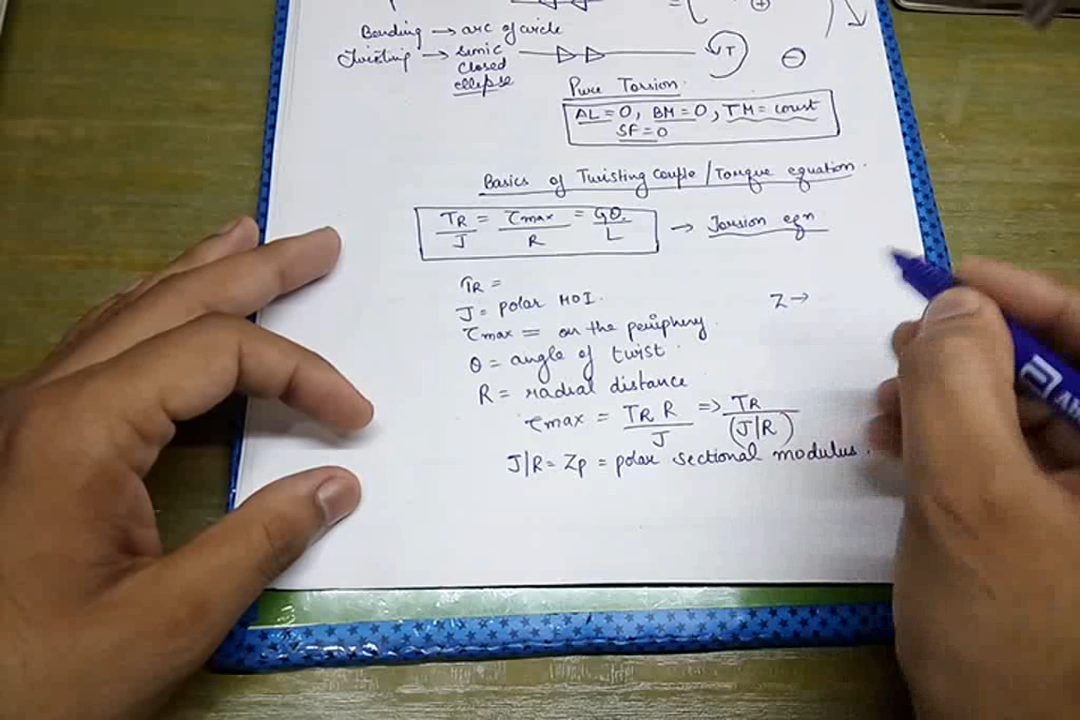 = ( ⊕
Bending → arc of circle
Twisting → semic T ⊖
closed
ellipse
Pure Torsion
AL = 0, BM = 0, TM = const
SF = 0
Basics of Twisting Couple / Torque equation.
TR/J = τmax/R = Gθ/L → Torsion eqn
TR =
J = polar MOI. Z →
τmax = on the periphery.
θ = angle of twist.
R = radial distance
τmax = TR R/J => TR/(J/R)
J/R = Zp = polar sectional modulus.